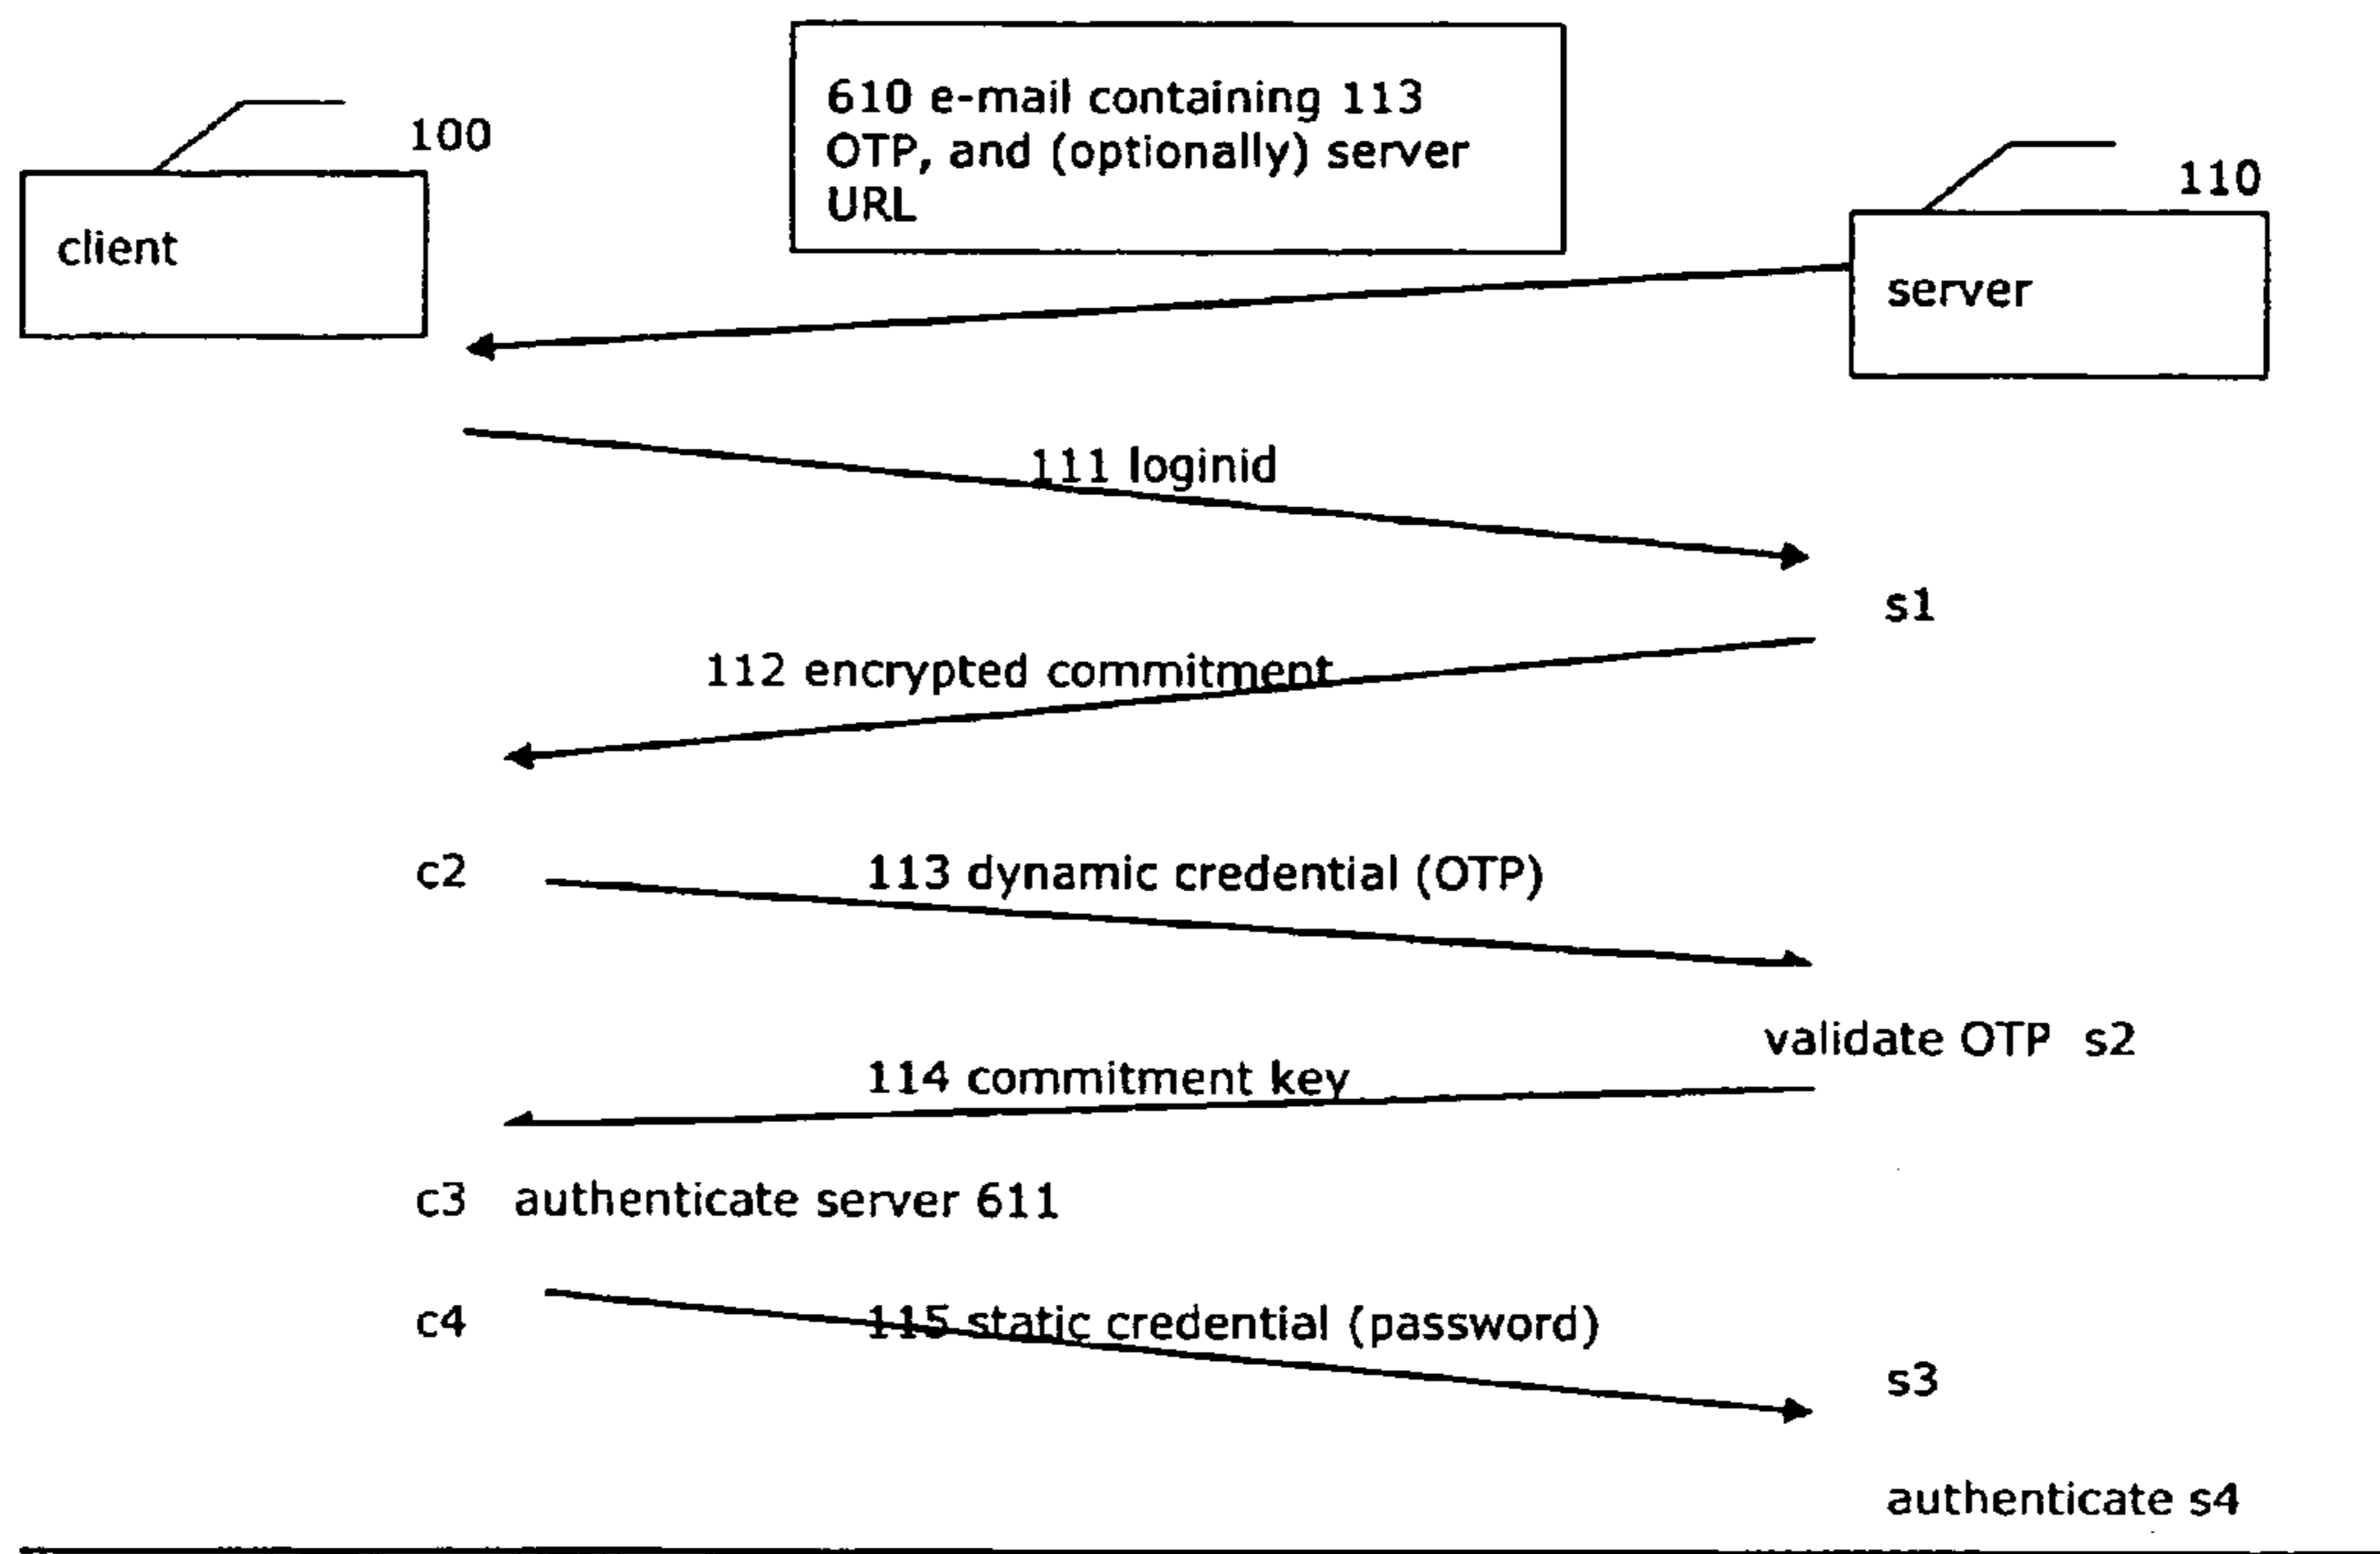 610 e-mail containing 113
OTP, and (optionally) server
URL
100
110
client
server
111 loginid
s1
112 encrypted commitment
c2
113 dynamic credential (OTP)
validate OTP s2
114 commitment key
c3 authenticate server 611
c4
115 static credential (password)
s3
authenticate s4